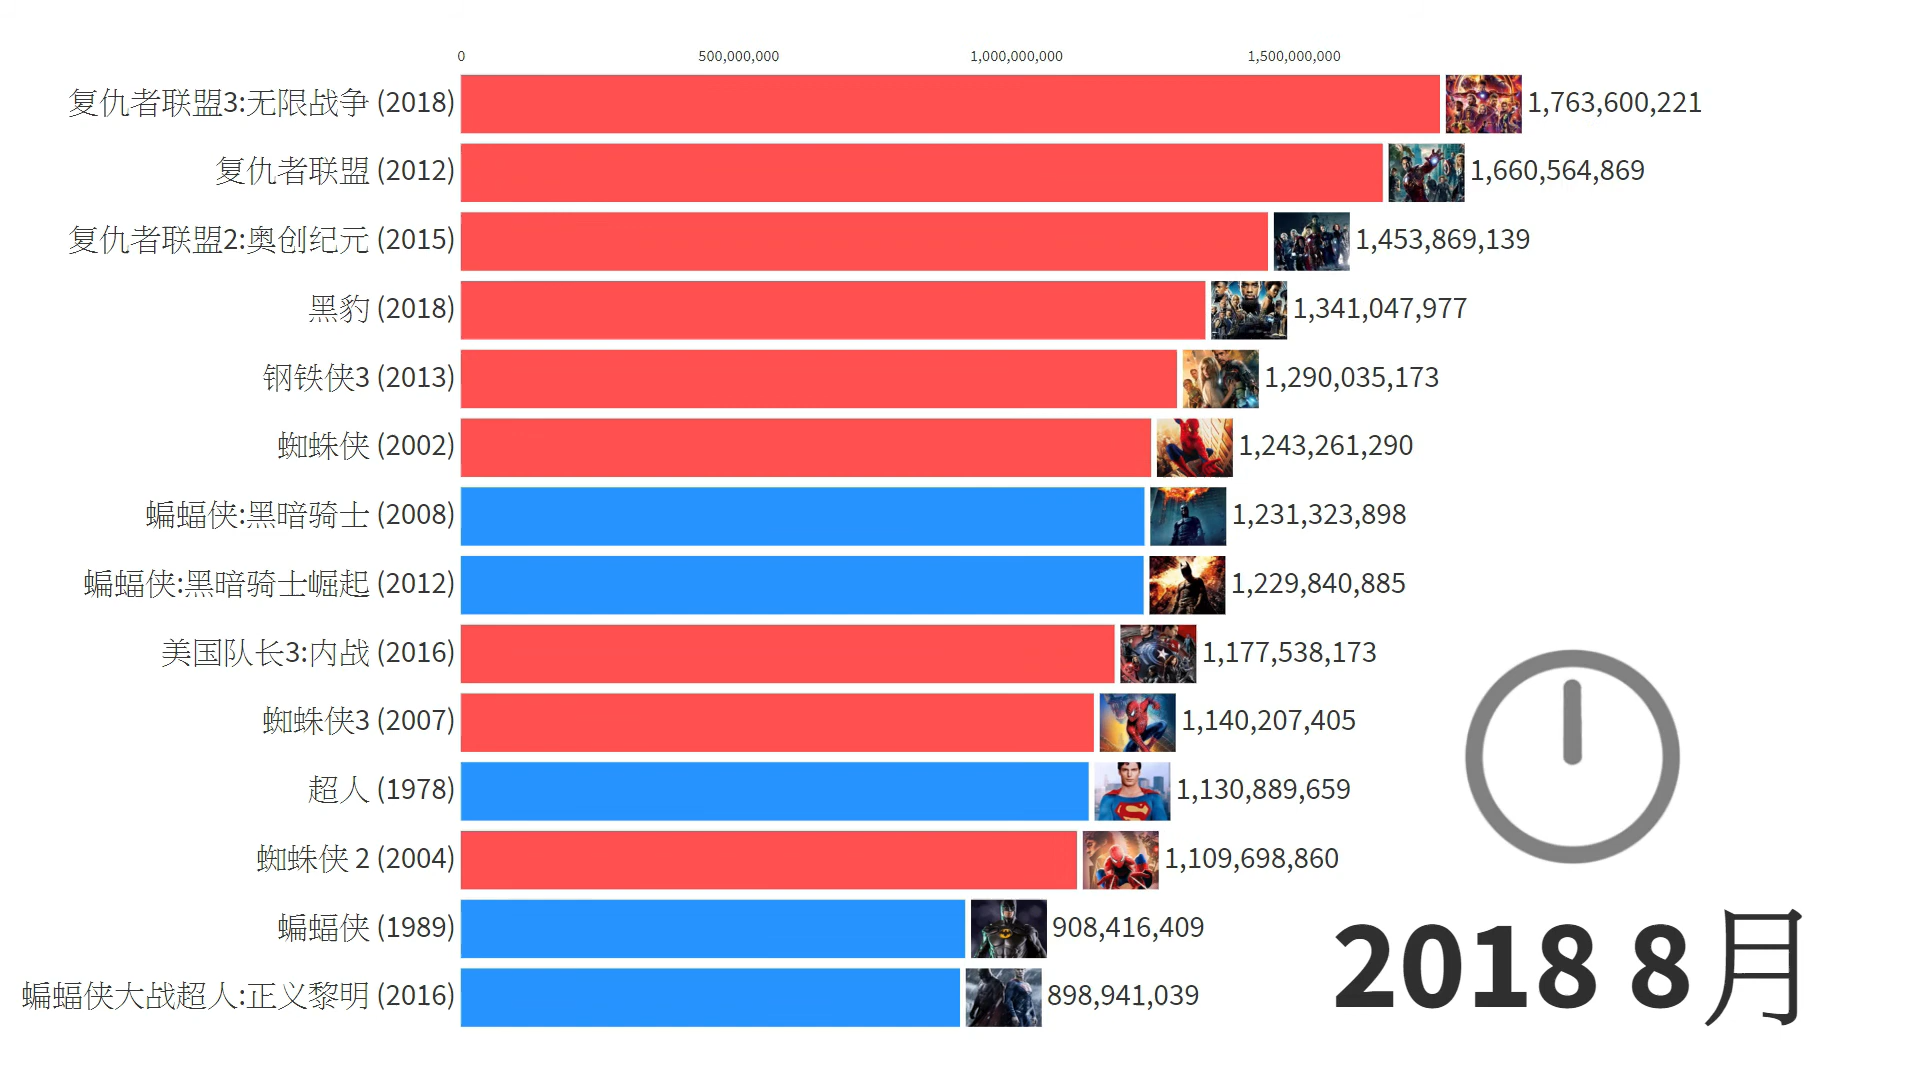 0 500,000,000 1,000,000,000 1,500,000,000
复仇者联盟3:无限战争 (2018) 1,763,600,221
复仇者联盟 (2012) 1,660,564,869
复仇者联盟2:奥创纪元 (2015) 1,453,869,139
黑豹 (2018) 1,341,047,977
钢铁侠3 (2013) 1,290,035,173
蜘蛛侠 (2002) 1,243,261,290
蝙蝠侠:黑暗骑士 (2008) 1,231,323,898
蝙蝠侠:黑暗骑士崛起 (2012) 1,229,840,885
美国队长3:内战 (2016) 1,177,538,173
蜘蛛侠3 (2007) 1,140,207,405
超人 (1978) 1,130,889,659
蜘蛛侠 2 (2004) 1,109,698,860
蝙蝠侠 (1989) 908,416,409
蝙蝠侠大战超人:正义黎明 (2016) 898,941,039
2018 8月